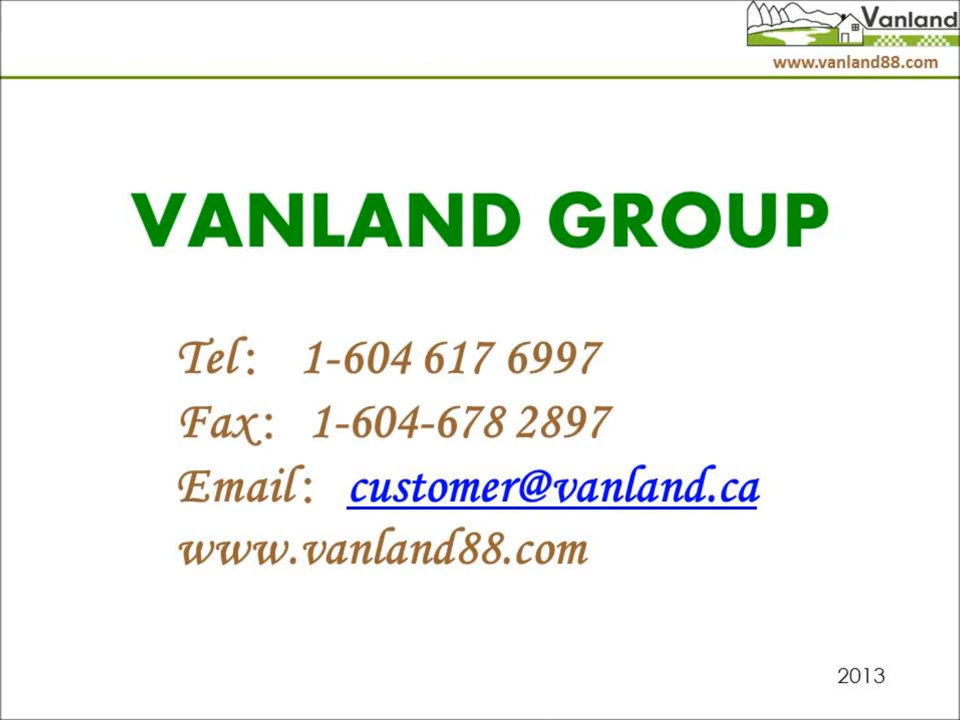 Vanland
www.vanland88.com
VANLAND GROUP
Tel: 1-604 617 6997
Fax: 1-604-678 2897
Email: customer@vanland.ca
www.vanland88.com
2013